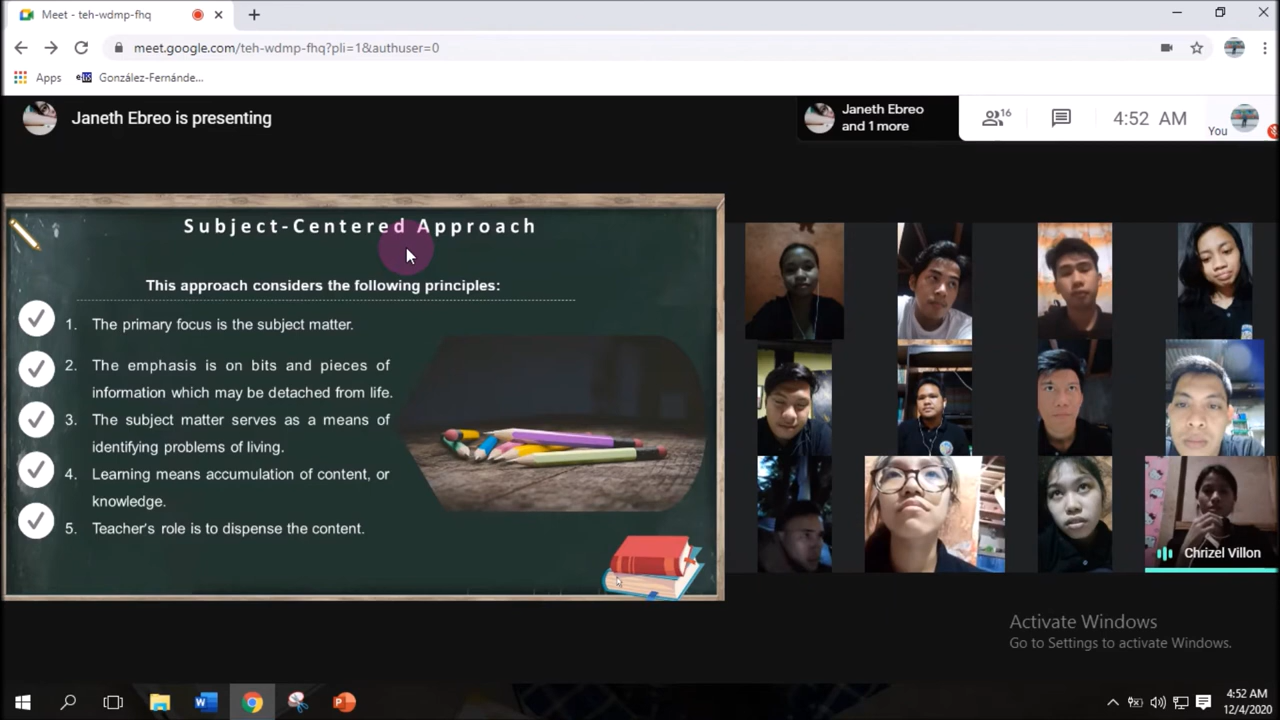 Meet - teh-wdmp-fhq
meet.google.com/teh-wdmp-fhq?pli=1&authuser=0
Apps
González-Fernánde...
Janeth Ebreo is presenting
Janeth Ebreo
and 1 more
16
4:52 AM
You
Subject-Centered Approach
This approach considers the following principles:
1. The primary focus is the subject matter.
2. The emphasis is on bits and pieces of
information which may be detached from life.
3. The subject matter serves as a means of
identifying problems of living.
4. Learning means accumulation of content, or
knowledge.
5. Teacher's role is to dispense the content.
Chrizel Villon
Activate Windows
Go to Settings to activate Windows.
4:52 AM
12/4/2020